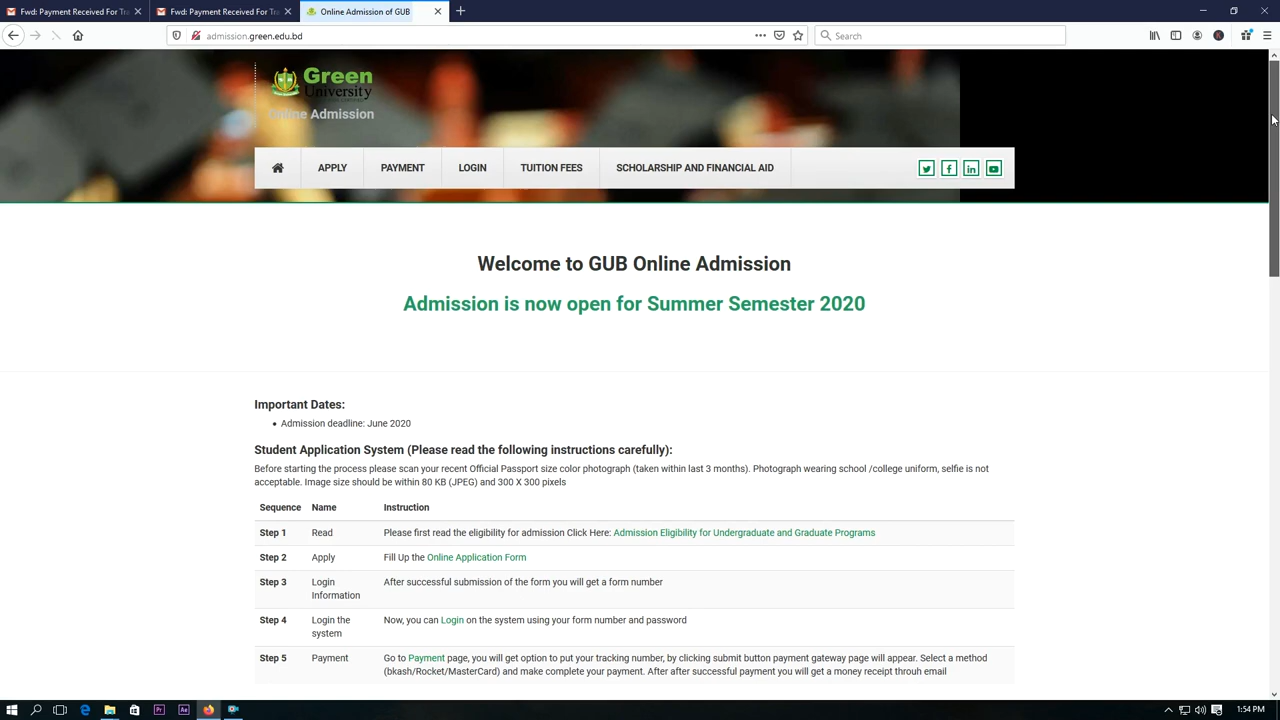 Fwd: Payment Received For Tra
Fwd: Payment Received For Tra
Online Admission of GUB
admission.green.edu.bd
Search
Green
University
Online Admission
APPLY
PAYMENT
LOGIN
TUITION FEES
SCHOLARSHIP AND FINANCIAL AID
Welcome to GUB Online Admission
Admission is now open for Summer Semester 2020
Important Dates:
Admission deadline: June 2020
Student Application System (Please read the following instructions carefully):
Before starting the process please scan your recent Official Passport size color photograph (taken within last 3 months). Photograph wearing school /college uniform, selfie is not
acceptable. Image size should be within 80 KB (JPEG) and 300 X 300 pixels
Sequence Name Instruction
Step 1 Read Please first read the eligibility for admission Click Here: Admission Eligibility for Undergraduate and Graduate Programs
Step 2 Apply Fill Up the Online Application Form
Step 3 Login After successful submission of the form you will get a form number
Information
Step 4 Login the Now, you can Login on the system using your form number and password
system
Step 5 Payment Go to Payment page, you will get option to put your tracking number, by clicking submit button payment gateway page will appear. Select a method
(bkash/Rocket/MasterCard) and make complete your payment. After after successful payment you will get a money receipt throuh email
1:54 PM